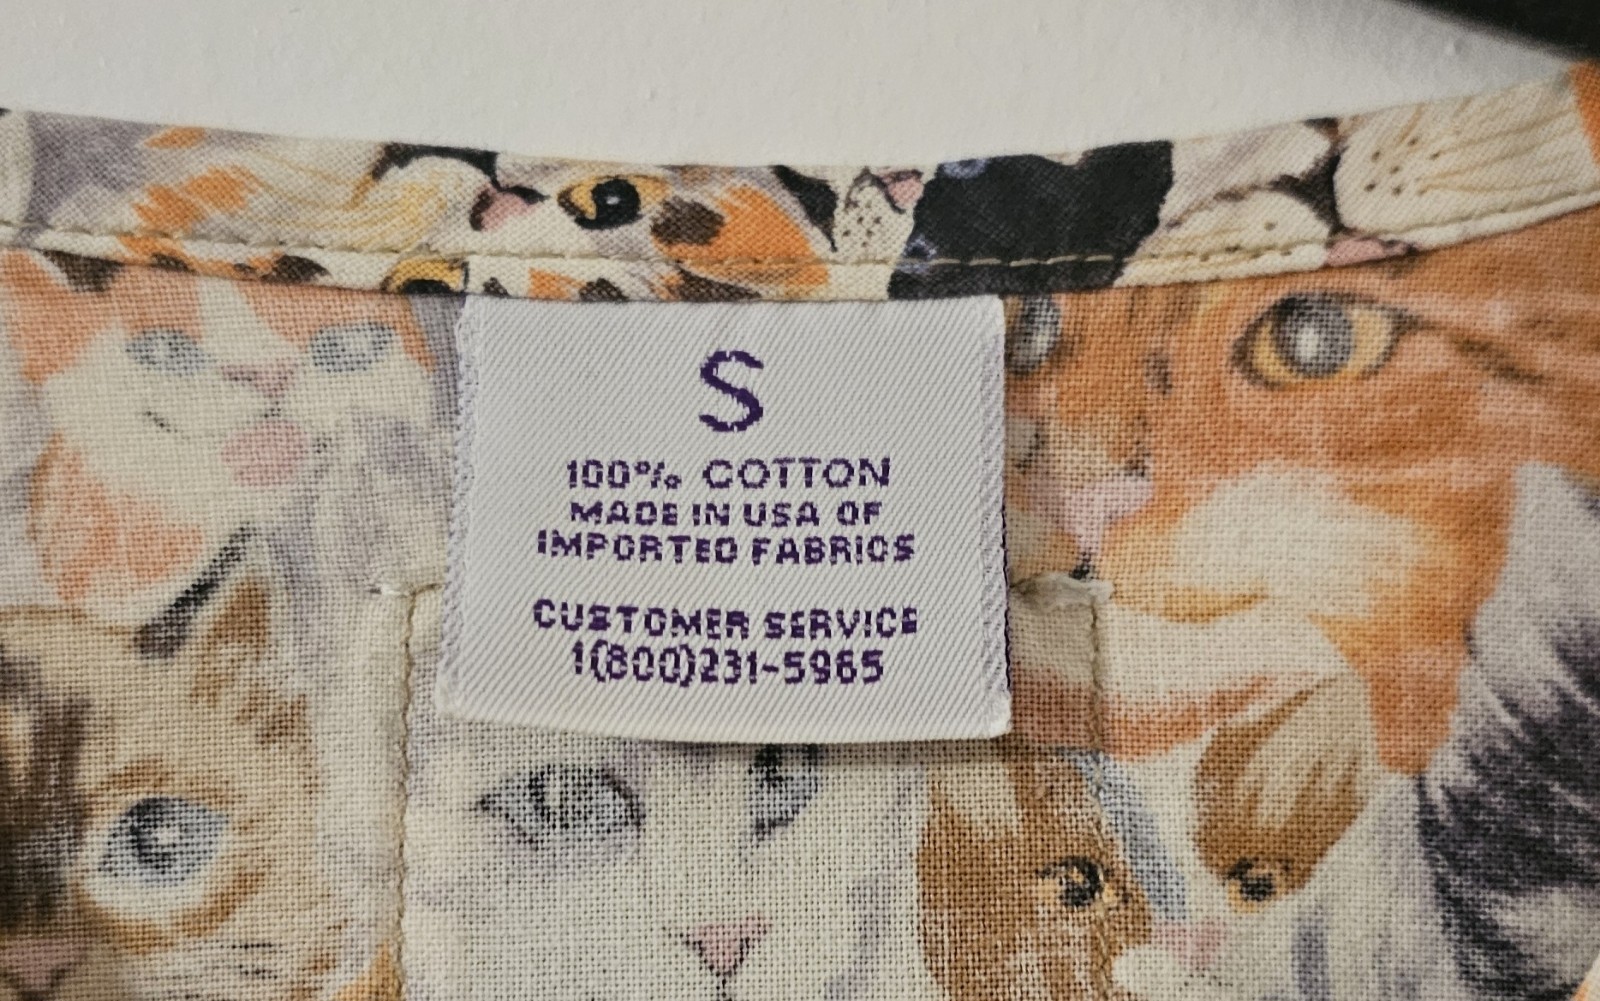 S
100% COTTON
MADE IN USA OF
IMPORTED FABRICS
CUSTOMER SERVICE
1(800)231-5965